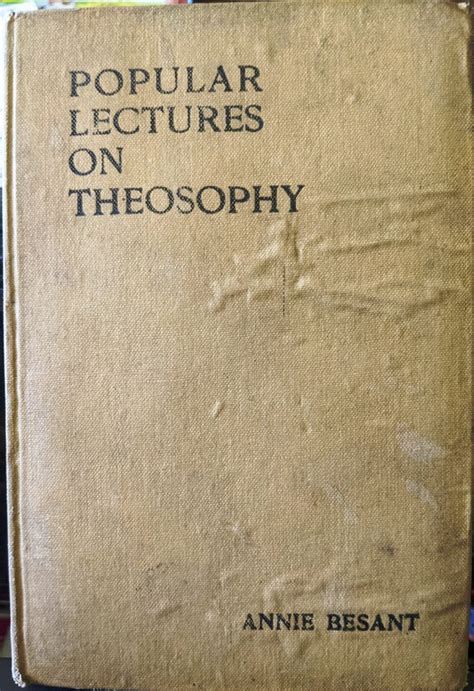 POPULAR
LECTURES
ON
THEOSOPHY
ANNIE BESANT